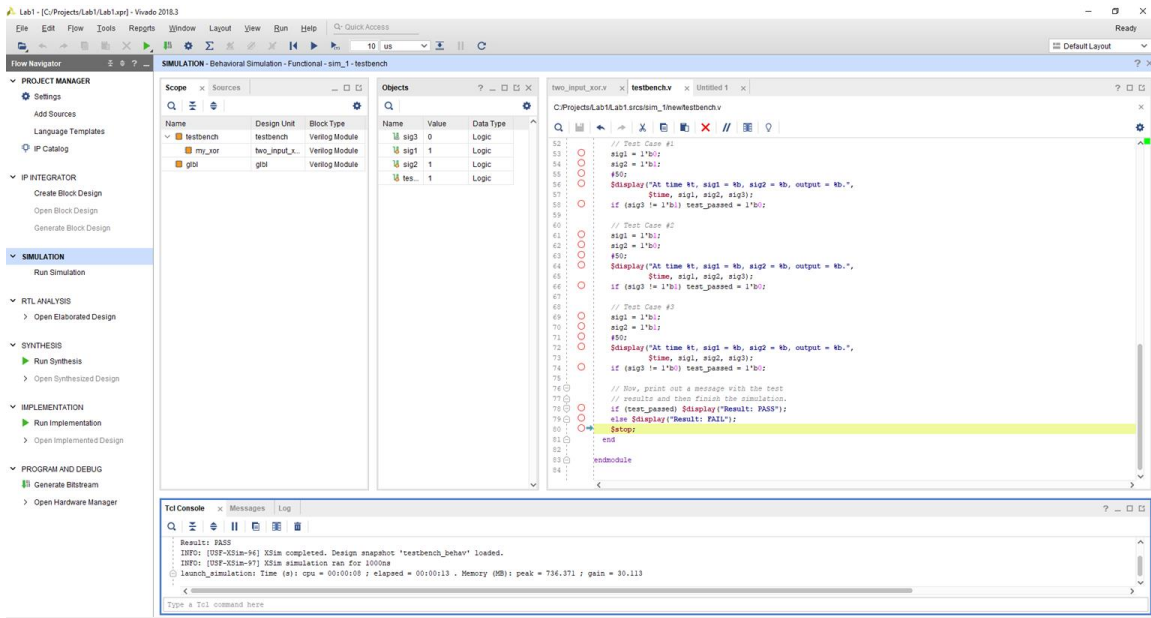 Lab1 - [C:/Projects/Lab1/Lab1.xpr] - Vivado 2018.3
File Edit Flow Tools Reports Window Layout View Run Help Quick Access
Ready
10 us
Default Layout
Flow Navigator
SIMULATION - Behavioral Simulation - Functional - sim_1 - testbench
PROJECT MANAGER
Settings
Add Sources
Language Templates
IP Catalog
IP INTEGRATOR
Create Block Design
Open Block Design
Generate Block Design
SIMULATION
Run Simulation
RTL ANALYSIS
Open Elaborated Design
SYNTHESIS
Run Synthesis
Open Synthesized Design
IMPLEMENTATION
Run Implementation
Open Implemented Design
PROGRAM AND DEBUG
Generate Bitstream
Open Hardware Manager
Scope Sources
Name Design Unit Block Type
testbench testbench Verilog Module
my_xor two_input_x... Verilog Module
glbl glbl Verilog Module
Objects
Name Value Data Type
sig3 0 Logic
sig1 1 Logic
sig2 1 Logic
tes... 1 Logic
two_input_xor.v testbench.v Untitled 1
C:/Projects/Lab1/Lab1.srcs/sim_1/new/testbench.v
52 // Test Case #1
53 sig1 = 1'b0;
54 sig2 = 1'b1;
55 #50;
56 $display("At time %t, sig1 = %b, sig2 = %b, output = %b.",
57 $time, sig1, sig2, sig3);
58 if (sig3 != 1'b1) test_passed = 1'b0;
59
60 // Test Case #2
61 sig1 = 1'b1;
62 sig2 = 1'b0;
63 #50;
64 $display("At time %t, sig1 = %b, sig2 = %b, output = %b.",
65 $time, sig1, sig2, sig3);
66 if (sig3 != 1'b1) test_passed = 1'b0;
67
68 // Test Case #3
69 sig1 = 1'b1;
70 sig2 = 1'b1;
71 #50;
72 $display("At time %t, sig1 = %b, sig2 = %b, output = %b.",
73 $time, sig1, sig2, sig3);
74 if (sig3 != 1'b0) test_passed = 1'b0;
75
76 // Now, print out a message with the test
77 // results and then finish the simulation.
78 if (test_passed) $display("Result: PASS");
79 else $display("Result: FAIL");
80 $stop;
81 end
82
83 endmodule
84
Tcl Console Messages Log
Result: PASS
INFO: [USF-XSim-96] XSim completed. Design snapshot 'testbench_behav' loaded.
INFO: [USF-XSim-97] XSim simulation ran for 1000ns
launch_simulation: Time (s): cpu = 00:00:08 ; elapsed = 00:00:13 . Memory (MB): peak = 736.371 ; gain = 30.113
Type a Tcl command here